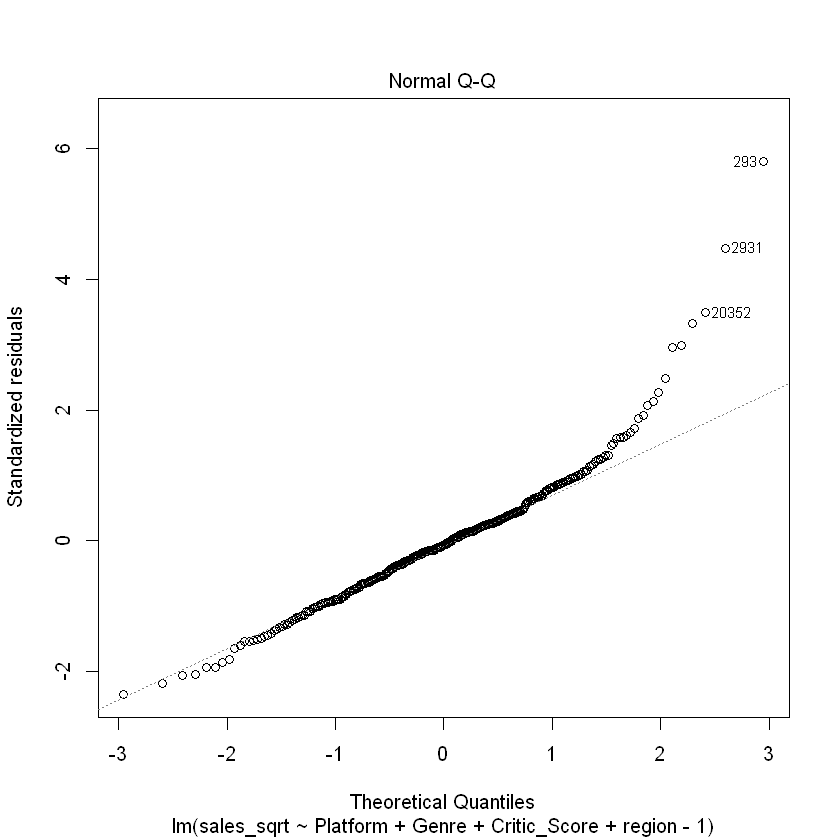 Normal Q-Q
Standardized residuals
6
4
2
0
-2
293
2931
20352
-3 -2 -1 0 1 2 3
Theoretical Quantiles
lm(sales_sqrt ~ Platform + Genre + Critic_Score + region - 1)